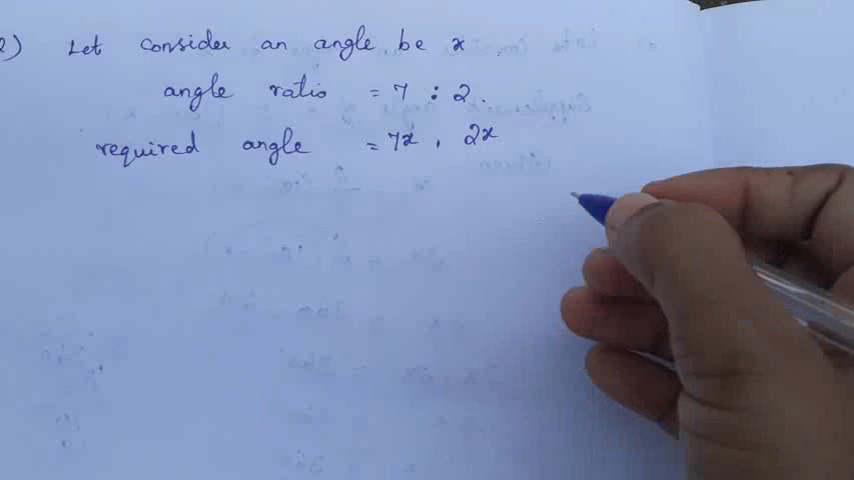 2) Let consider an angle be x
angle ratio = 7 : 2.
required angle = 7x , 2x